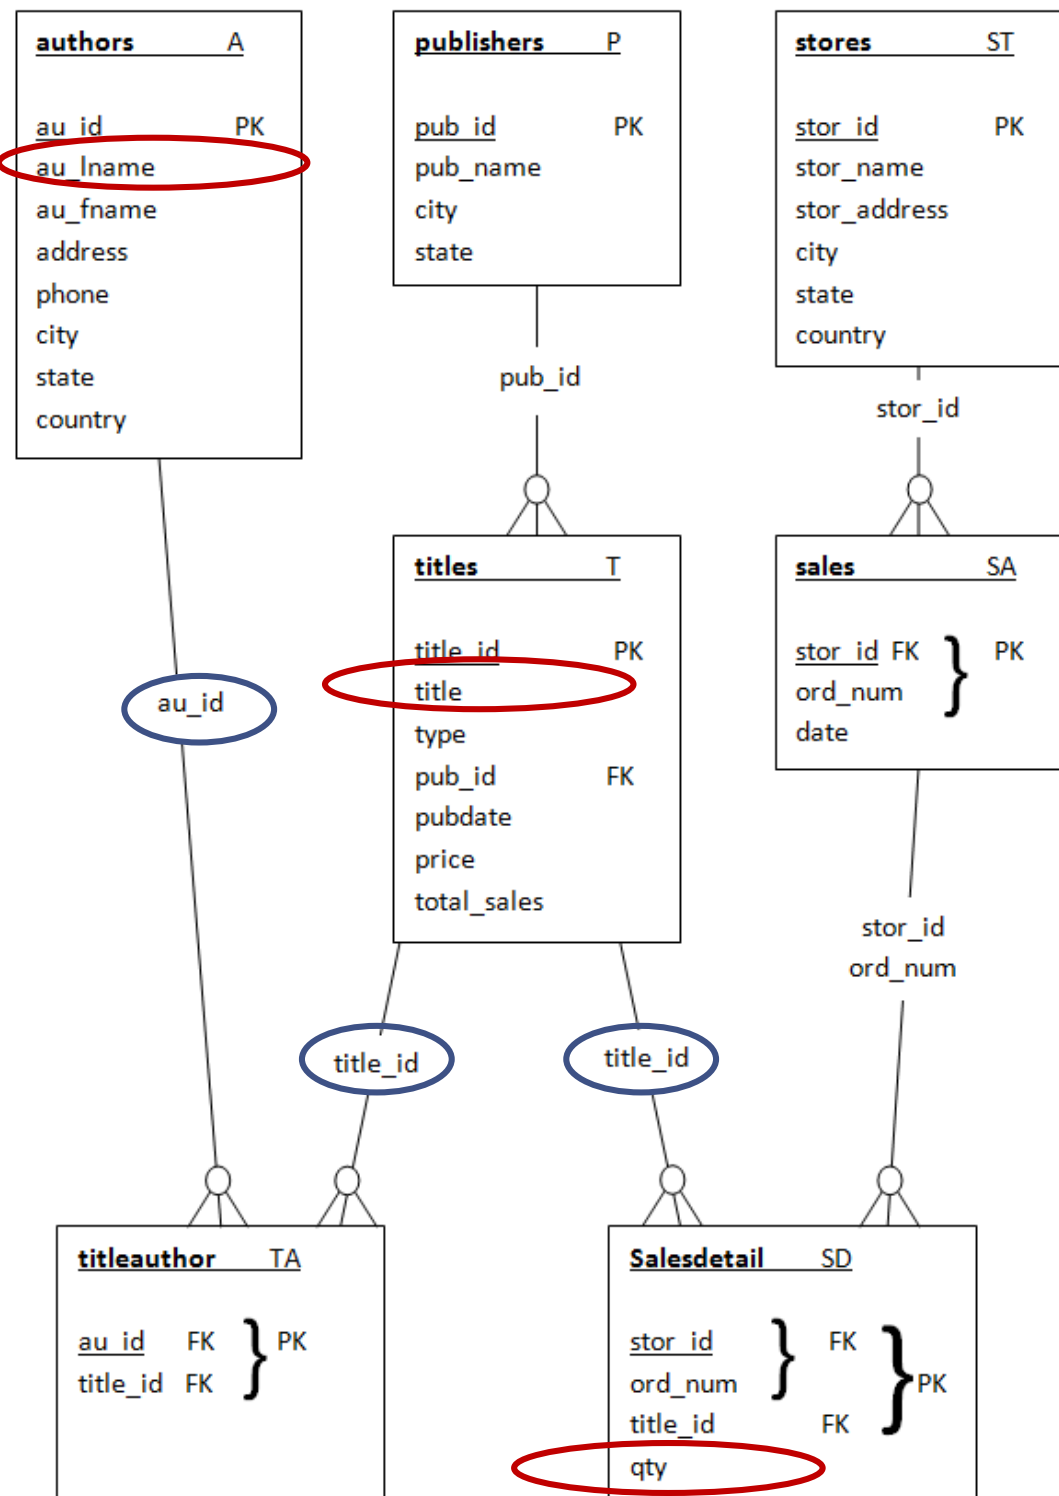 authors A
au_id PK
au_lname
au_fname
address
phone
city
state
country
publishers P
pub_id PK
pub_name
city
state
stores ST
stor_id PK
stor_name
stor_address
city
state
country
pub_id
stor_id
titles T
title_id PK
title
type
pub_id FK
pubdate
price
total_sales
sales SA
stor_id FK } PK
ord_num
date
au_id
stor_id
ord_num
title_id
title_id
titleauthor TA
au_id FK } PK
title_id FK
Salesdetail SD
stor_id } FK } PK
ord_num
title_id FK
qty